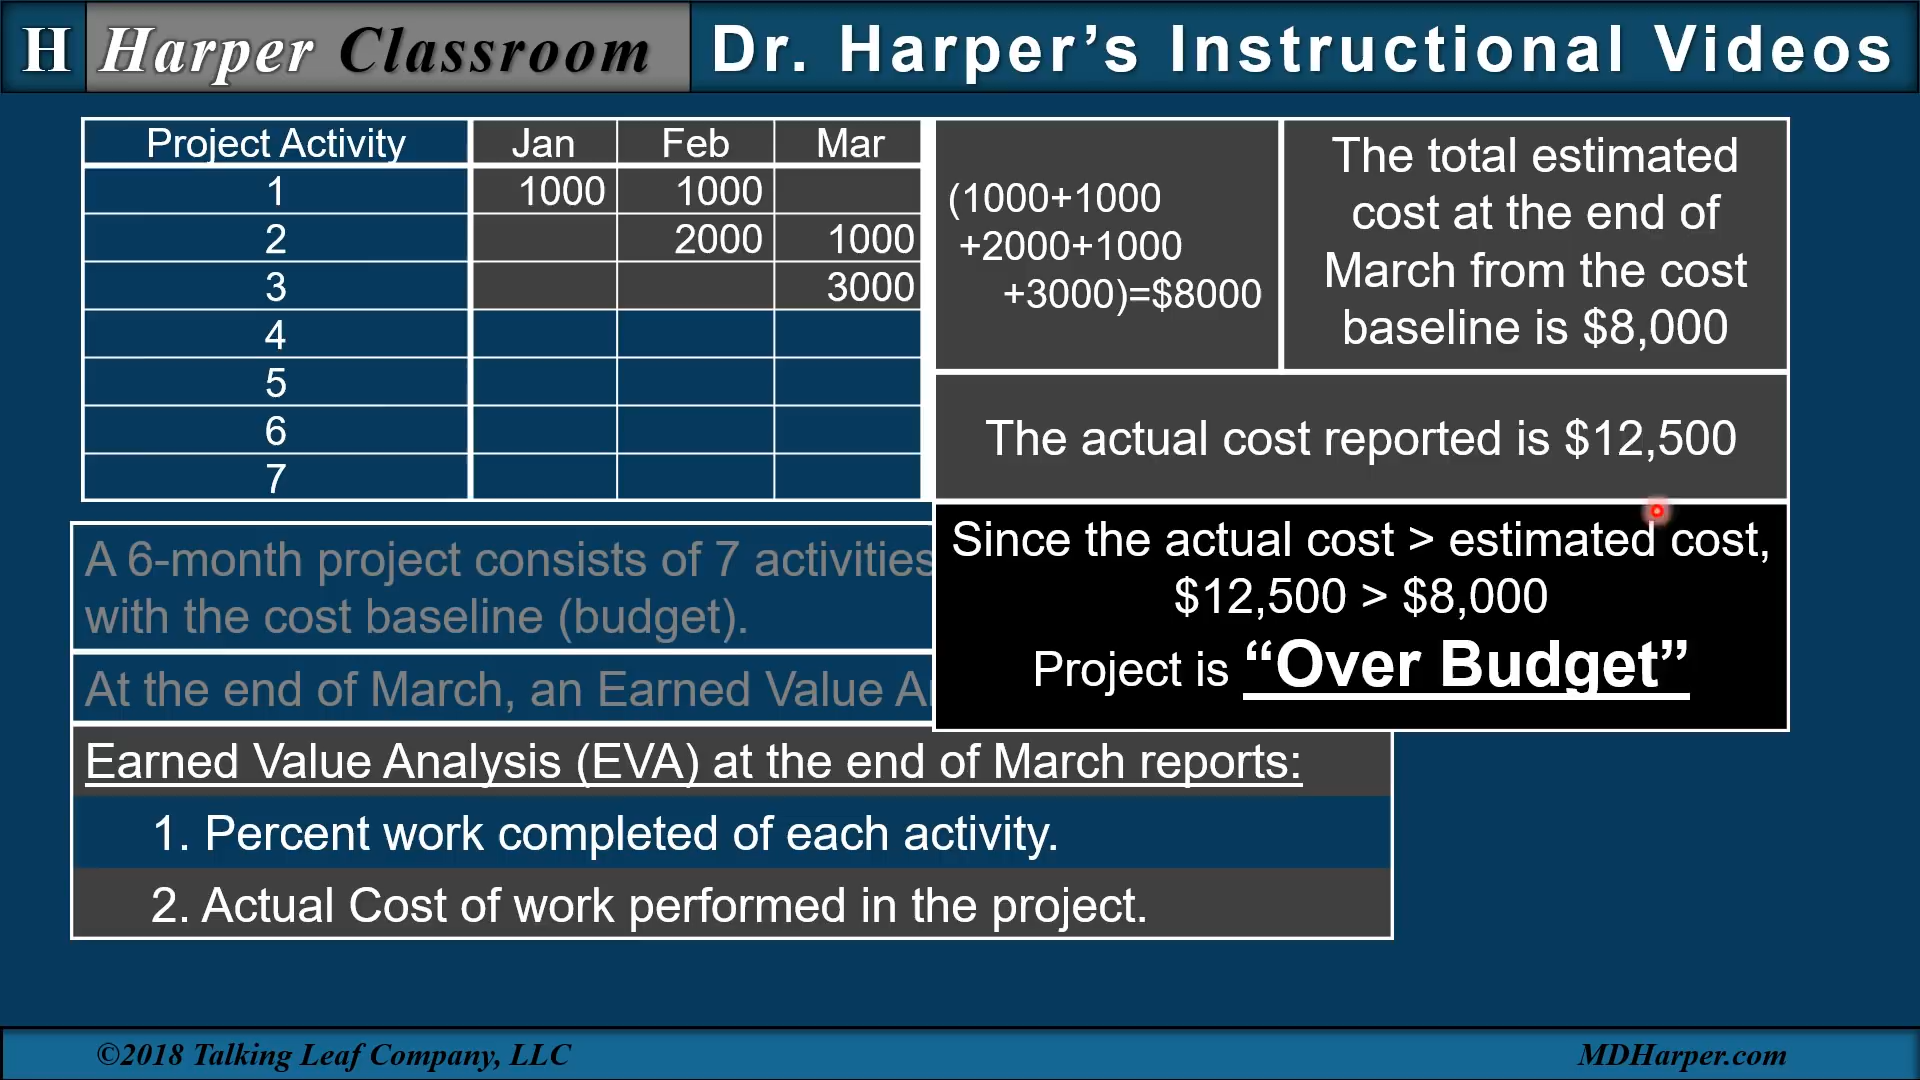 H Harper Classroom Dr. Harper’s Instructional Videos
Project Activity Jan Feb Mar
1 1000 1000
2 2000 1000
3 3000
4
5
6
7
(1000+1000
+2000+1000
+3000)=$8000
The total estimated
cost at the end of
March from the cost
baseline is $8,000
The actual cost reported is $12,500
Since the actual cost > estimated cost,
$12,500 > $8,000
Project is “Over Budget”
A 6-month project consists of 7 activities
with the cost baseline (budget).
At the end of March, an Earned Value
Earned Value Analysis (EVA) at the end of March reports:
1. Percent work completed of each activity.
2. Actual Cost of work performed in the project.
©2018 Talking Leaf Company, LLC
MDHarper.com